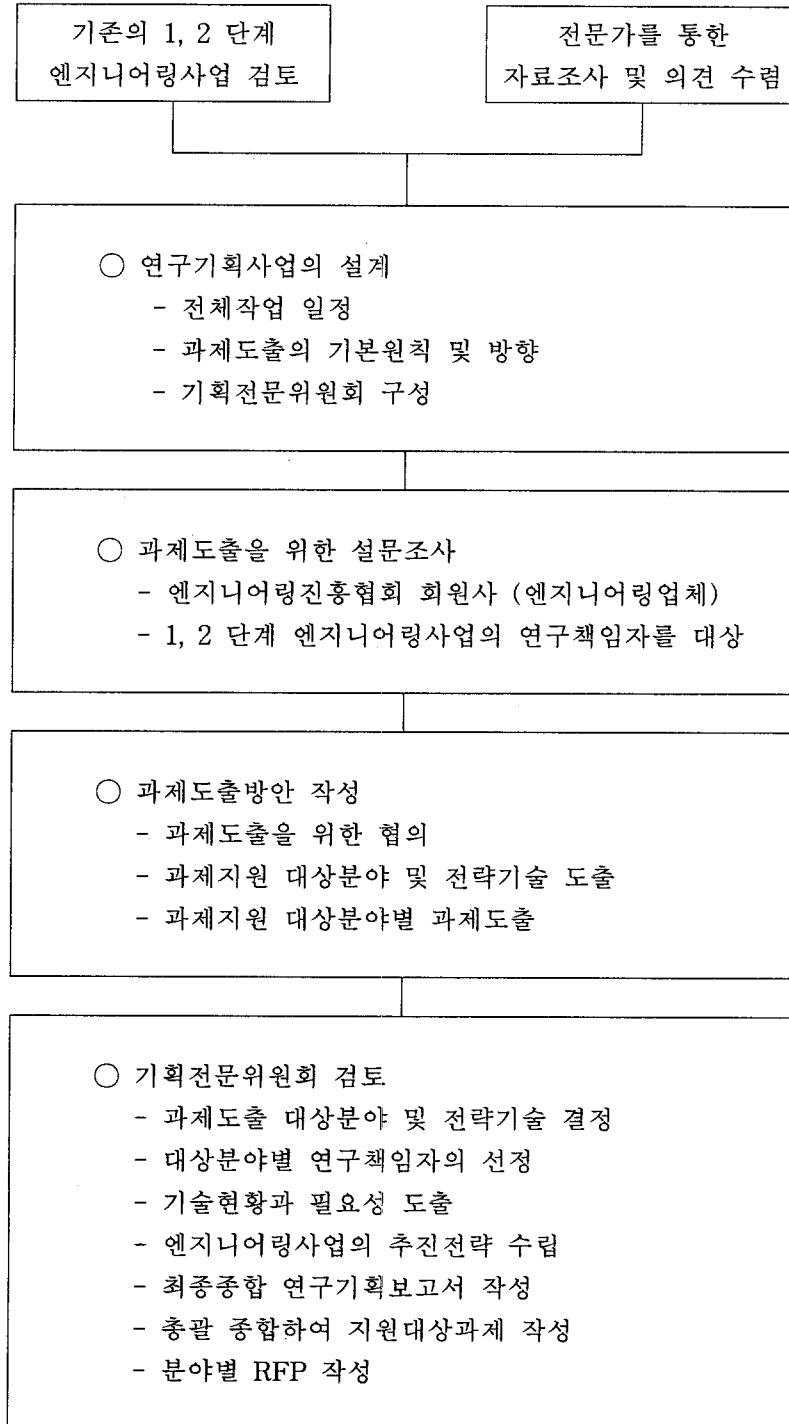 기존의 1, 2 단계
엔지니어링사업 검토
전문가를 통한
자료조사 및 의견 수렴
○ 연구기획사업의 설계
- 전체작업 일정
- 과제도출의 기본원칙 및 방향
- 기획전문위원회 구성
○ 과제도출을 위한 설문조사
- 엔지니어링진흥협회 회원사 (엔지니어링업체)
- 1, 2 단계 엔지니어링사업의 연구책임자를 대상
○ 과제도출방안 작성
- 과제도출을 위한 협의
- 과제지원 대상분야 및 전략기술 도출
- 과제지원 대상분야별 과제도출
○ 기획전문위원회 검토
- 과제도출 대상분야 및 전략기술 결정
- 대상분야별 연구책임자의 선정
- 기술현황과 필요성 도출
- 엔지니어링사업의 추진전략 수립
- 최종종합 연구기획보고서 작성
- 총괄 종합하여 지원대상과제 작성
- 분야별 RFP 작성